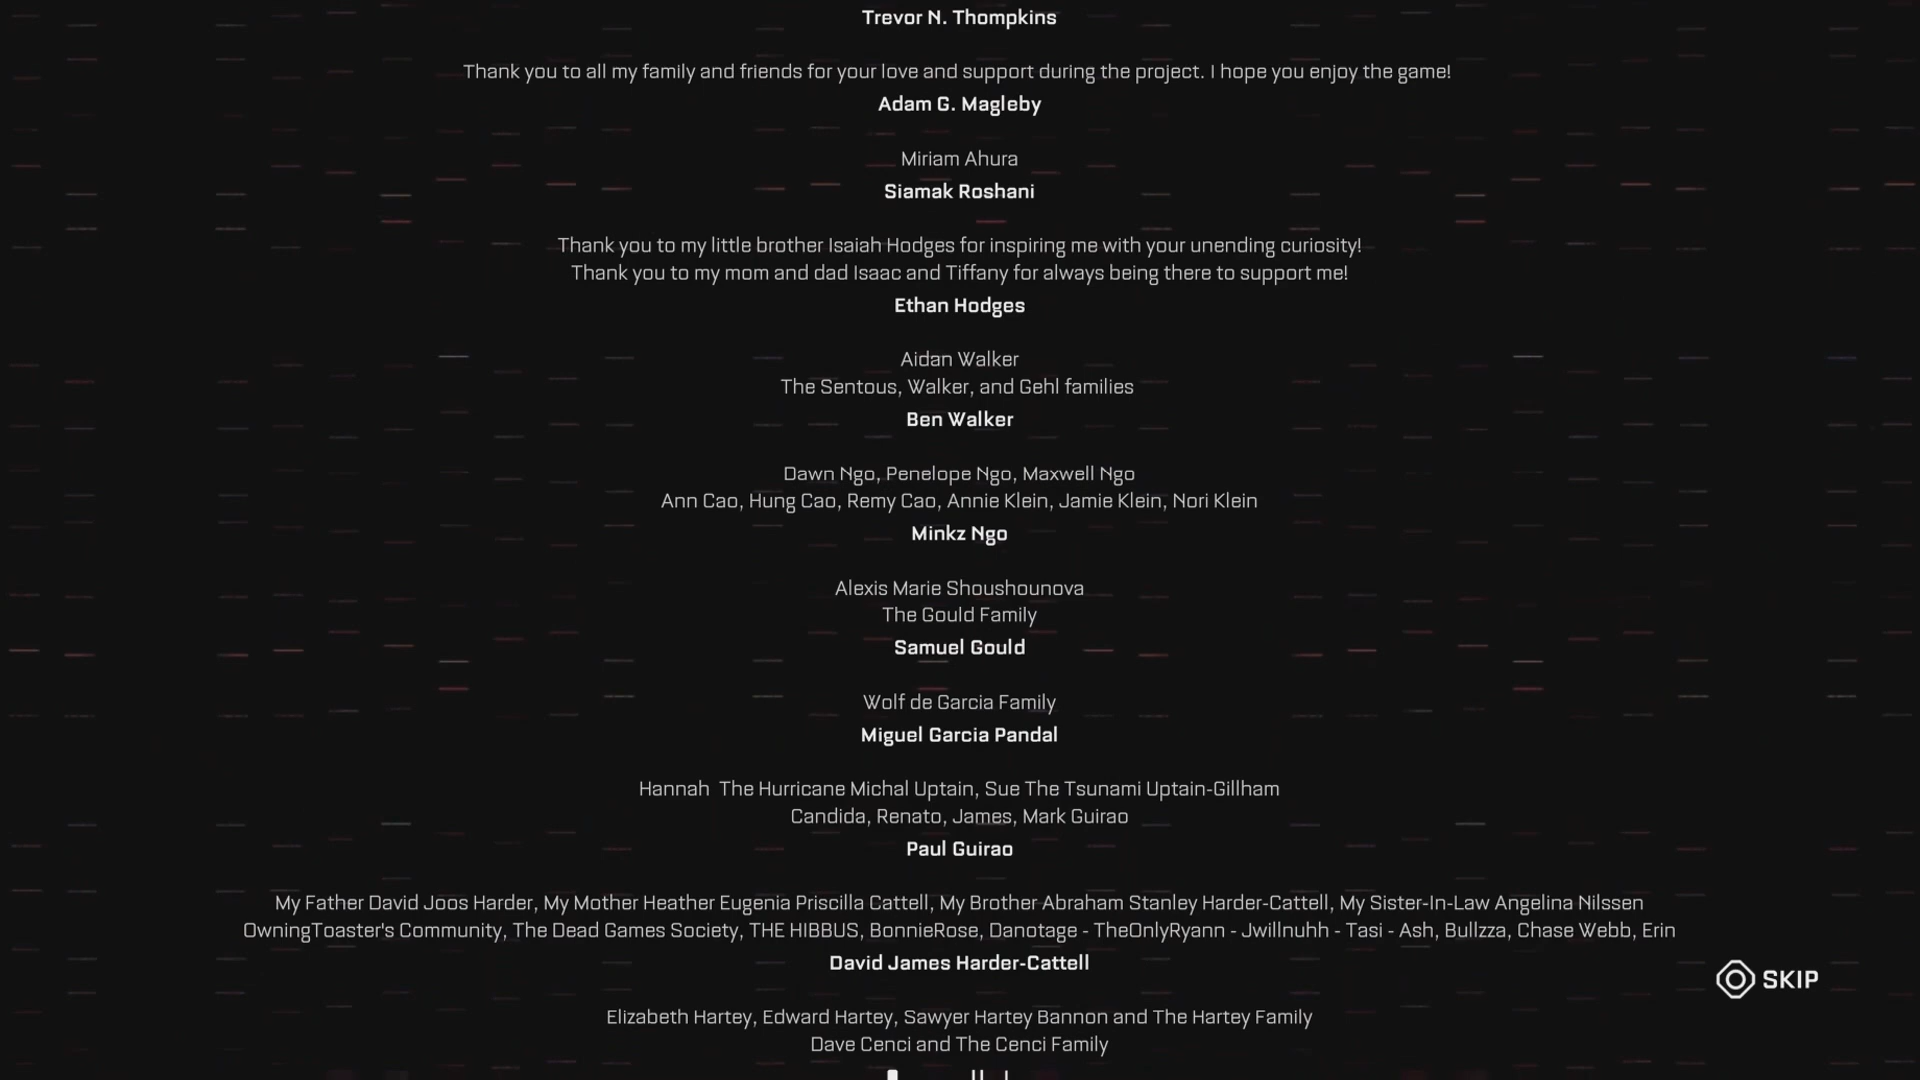 Trevor N. Thompkins
Thank you to all my family and friends for your love and support during the project. I hope you enjoy the game!
Adam G. Magleby
Miriam Ahura
Siamak Roshani
Thank you to my little brother Isaiah Hodges for inspiring me with your unending curiosity!
Thank you to my mom and dad Isaac and Tiffany for always being there to support me!
Ethan Hodges
Aidan Walker
The Sentous, Walker, and Gehl families
Ben Walker
Dawn Ngo, Penelope Ngo, Maxwell Ngo
Ann Cao, Hung Cao, Remy Cao, Annie Klein, Jamie Klein, Nori Klein
Minkz Ngo
Alexis Marie Shoushounova
The Gould Family
Samuel Gould
Wolf de Garcia Family
Miguel Garcia Pandal
Hannah  The Hurricane Michal Uptain, Sue The Tsunami Uptain-Gillham
Candida, Renato, James, Mark Guirao
Paul Guirao
My Father David Joos Harder, My Mother Heather Eugenia Priscilla Cattell, My Brother Abraham Stanley Harder-Cattell, My Sister-In-Law Angelina Nilssen
OwningToaster's Community, The Dead Games Society, THE HIBBUS, BonnieRose, Danotage - TheOnlyRyann - Jwillnuhh - Tasi - Ash, Bullzza, Chase Webb, Erin
David James Harder-Cattell
SKIP
Elizabeth Hartey, Edward Hartey, Sawyer Hartey Bannon and The Hartey Family
Dave Cenci and The Cenci Family